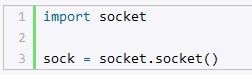 1 import socket
2
3 sock = socket.socket()